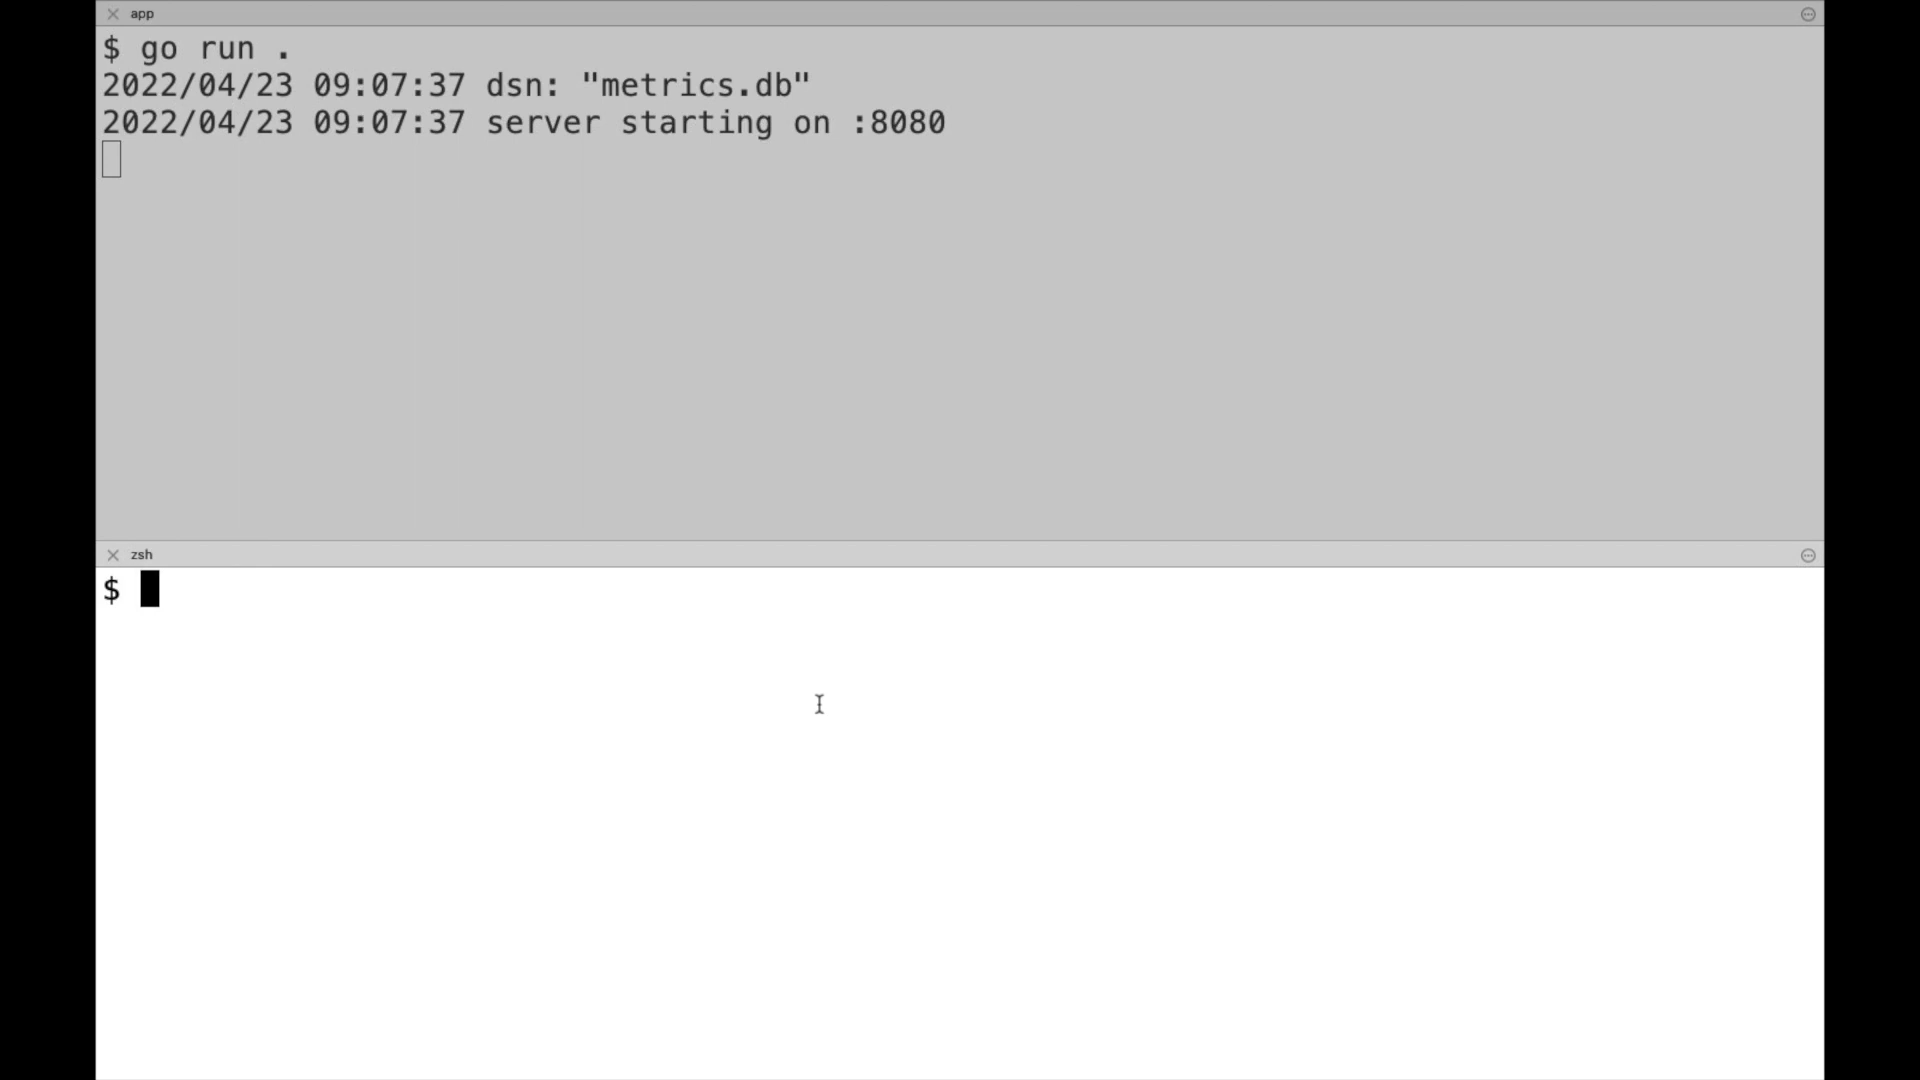 app
$ go run .
2022/04/23 09:07:37 dsn: "metrics.db"
2022/04/23 09:07:37 server starting on :8080
zsh
$